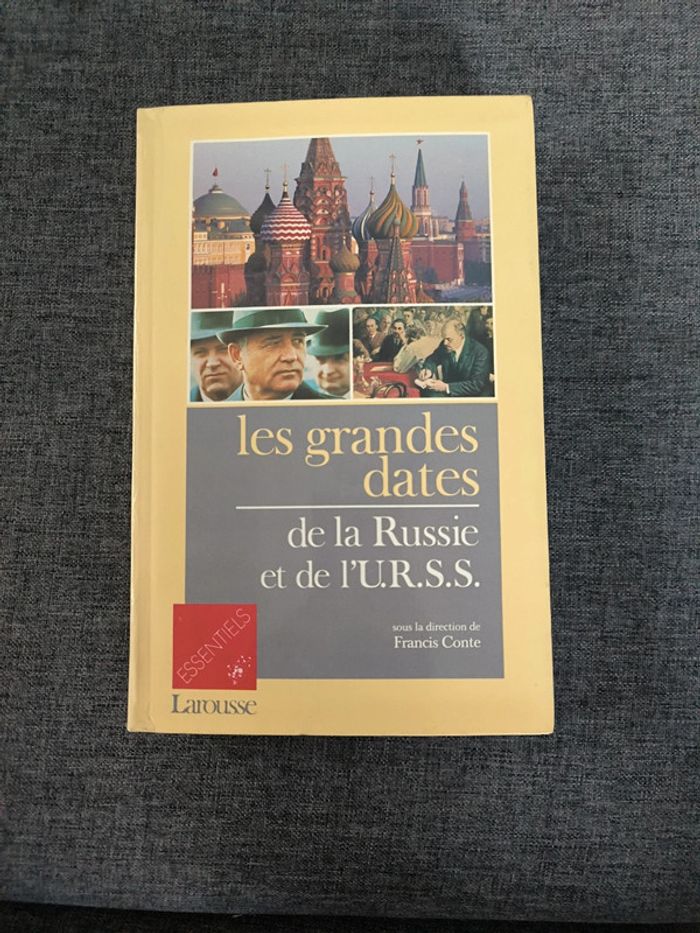 les grandes
dates
de la Russie
et de l'U.R.S.S.
sous la direction de
Francis Conte
ESSENTIELS
Larousse